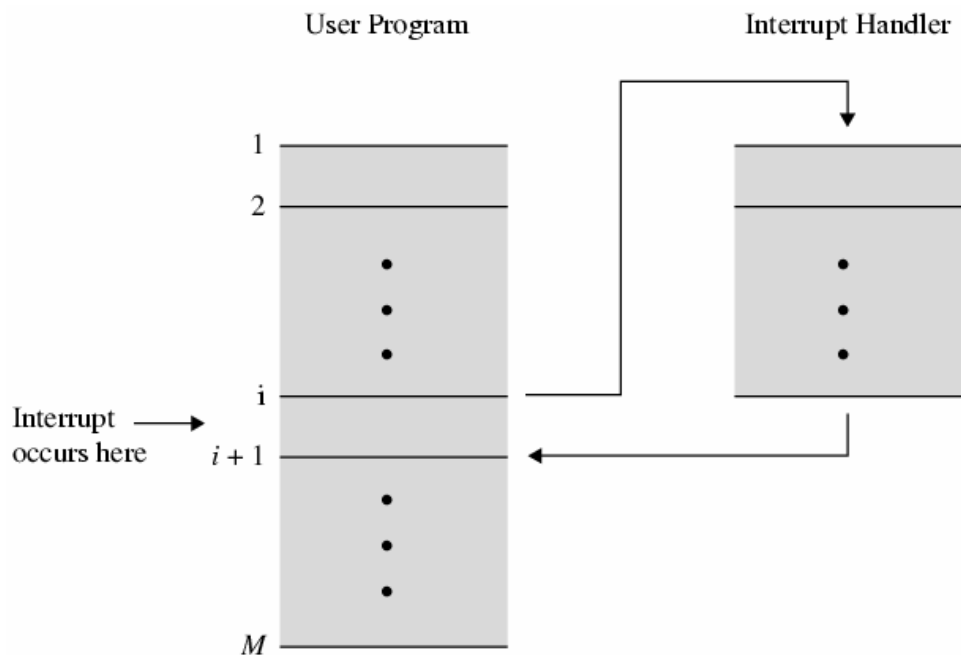 User Program
Interrupt Handler
1
2
i
Interrupt
occurs here
i + 1
M